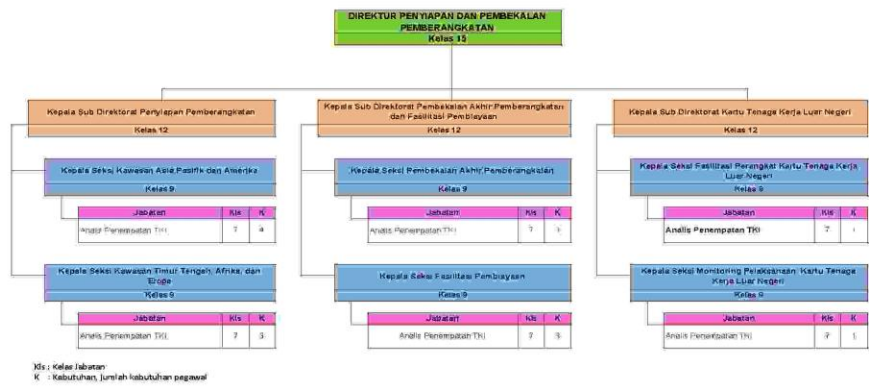 DIREKTUR PENYIAPAN DAN PEMBEKALAN
PEMBERANGKATAN
Kelas 15
Kepala Sub Direktorat Penyiapan Pemberangkatan
Kelas 12
Kepala Sub Direktorat Pembekalan Akhir Pemberangkatan
dan Fasilitasi Pembiayaan
Kelas 12
Kepala Sub Direktorat Kartu Tenaga Kerja Luar Negeri
Kelas 12
Kepala Seksi Kawasan Asia Pasifik dan Amerika
Kelas 9
Jabatan Kls K
Analis Penempatan TKI 7 4
Kepala Seksi Pembekalan Akhir Pemberangkatan
Kelas 9
Jabatan Kls K
Analis Penempatan TKI 7
Kepala Seksi Fasilitasi Perangkat Kartu Tenaga Kerja
Luar Negeri
Kelas 9
Jabatan Kls K
Analis Penempatan TKI 7
Kepala Seksi Kawasan Timur Tengah, Afrika, dan
Eropa
Kelas 9
Jabatan Kls K
Analis Penempatan TKI 7 3
Kepala Seksi Fasilitasi Pembiayaan
Kelas 9
Jabatan Kls K
Analis Penempatan TKI 7 3
Kepala Seksi Monitoring Pelaksanaan Kartu Tenaga
Kerja Luar Negeri
Kelas 9
Jabatan Kls K
Analis Penempatan TKI 7
Kls : Kelas Jabatan
K : Kebutuhan, jumlah kebutuhan pegawai